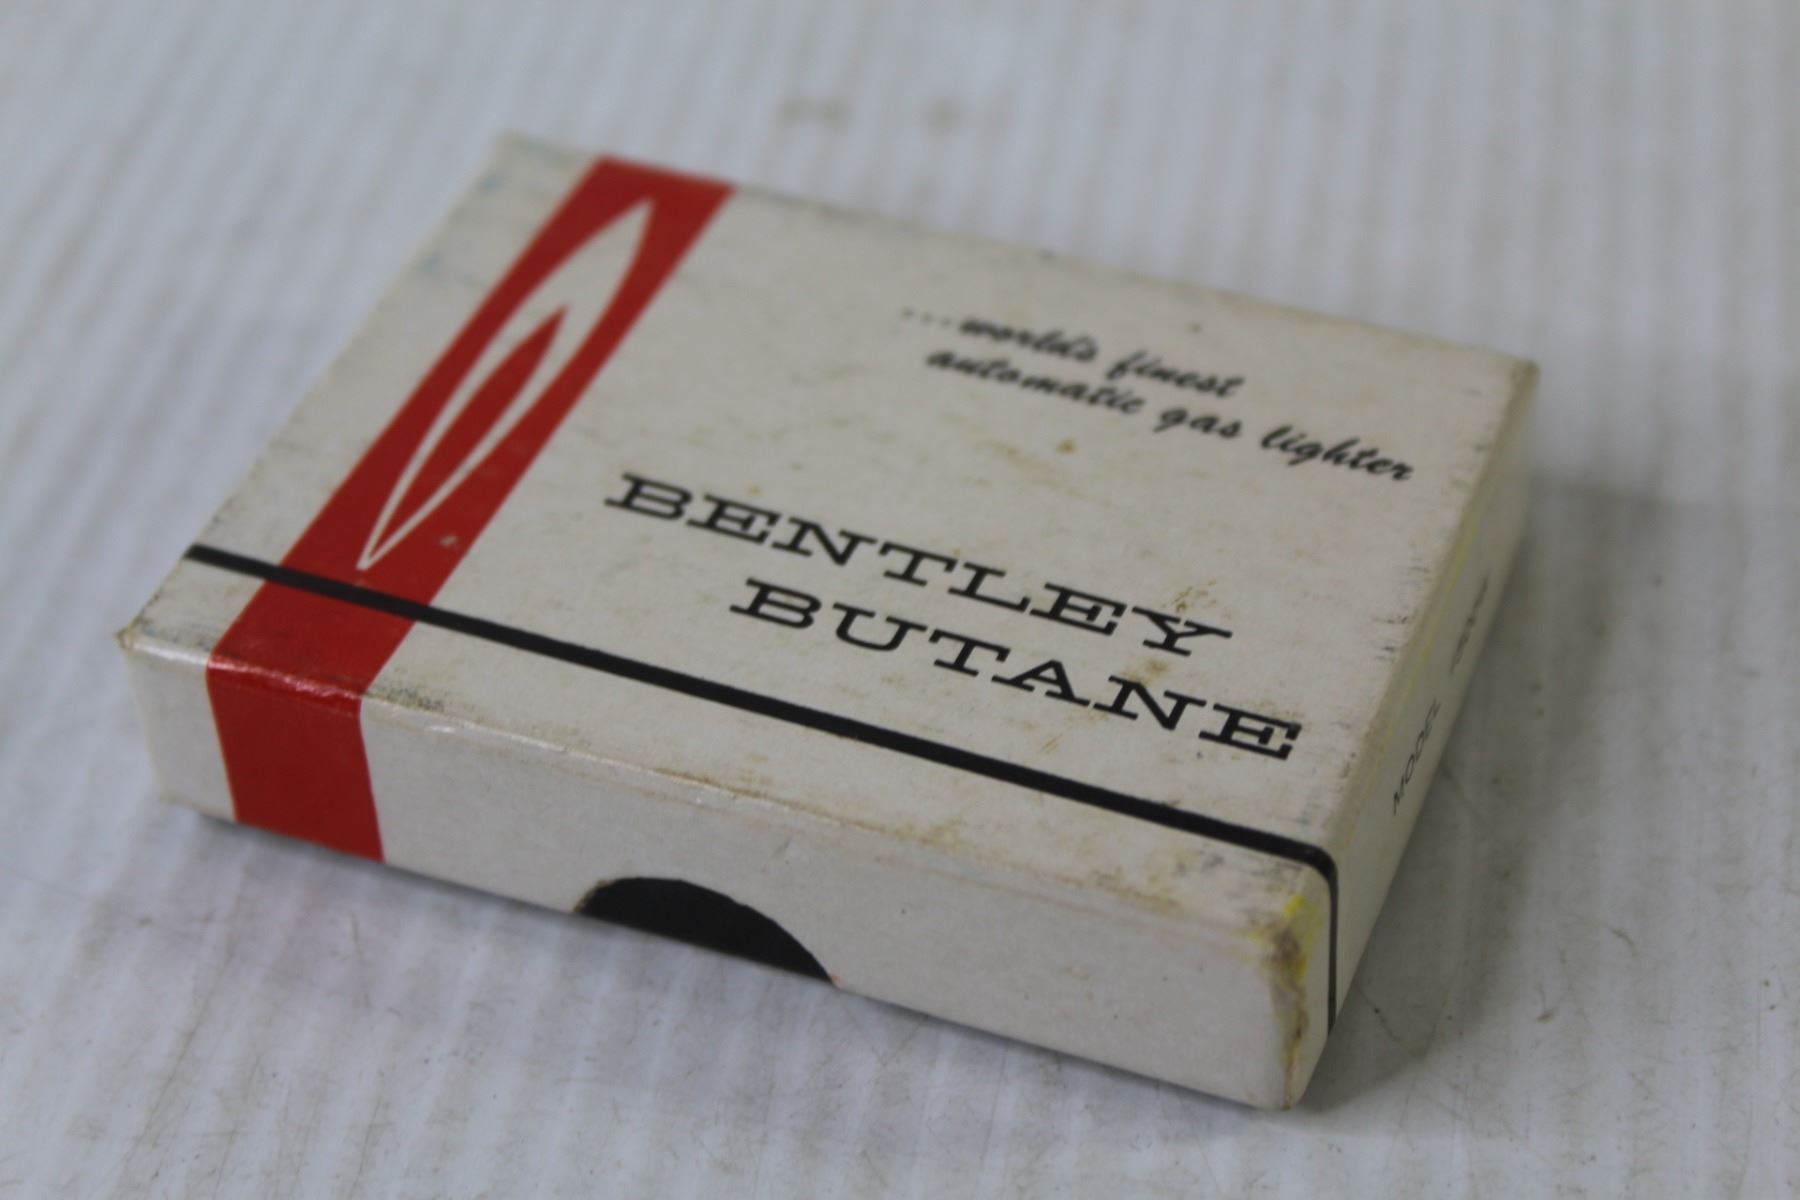 ...world's finest
automatic gas lighter
BENTLEY
BUTANE
MODEL